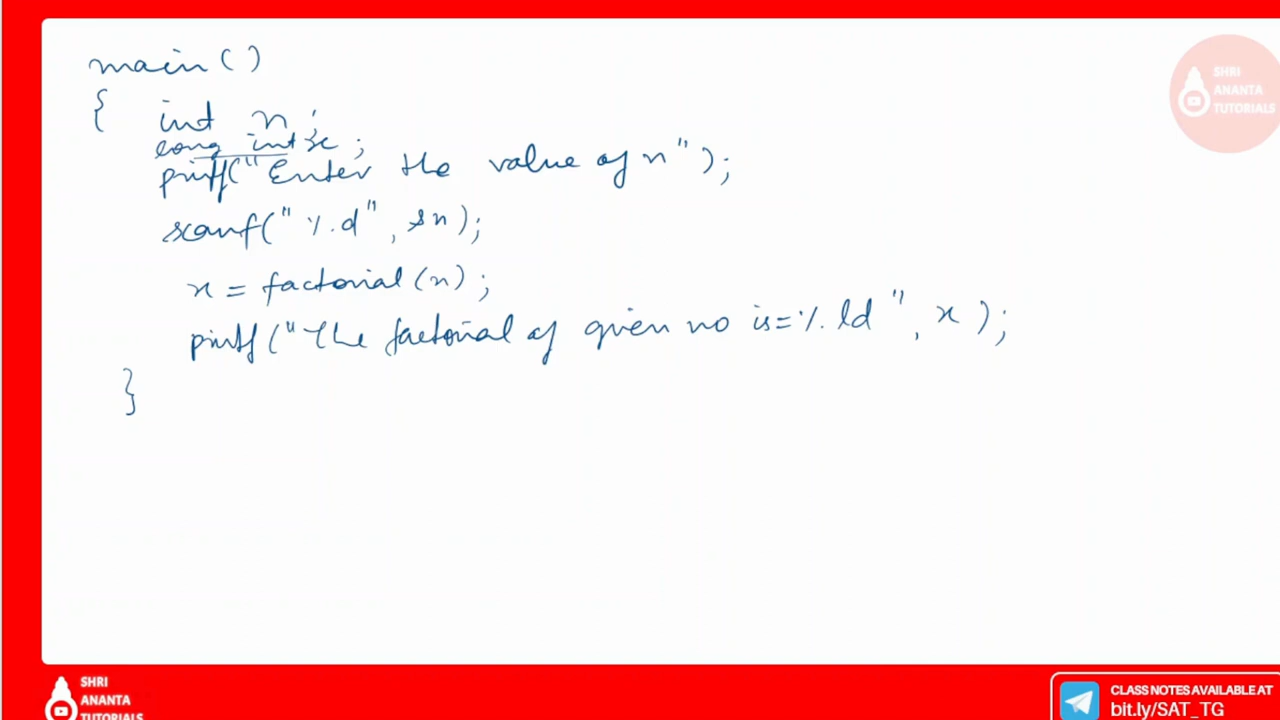 main()
{ int n;
long int x;
printf("Enter the value of n");
scanf("%d", &n);
x = factorial(n);
printf("The factorial of given no is=%ld", x);
}
SHRI
ANANTA
TUTORIALS
SHRI
ANANTA
TUTORIALS
CLASS NOTES AVAILABLE AT
bit.ly/SAT_TG